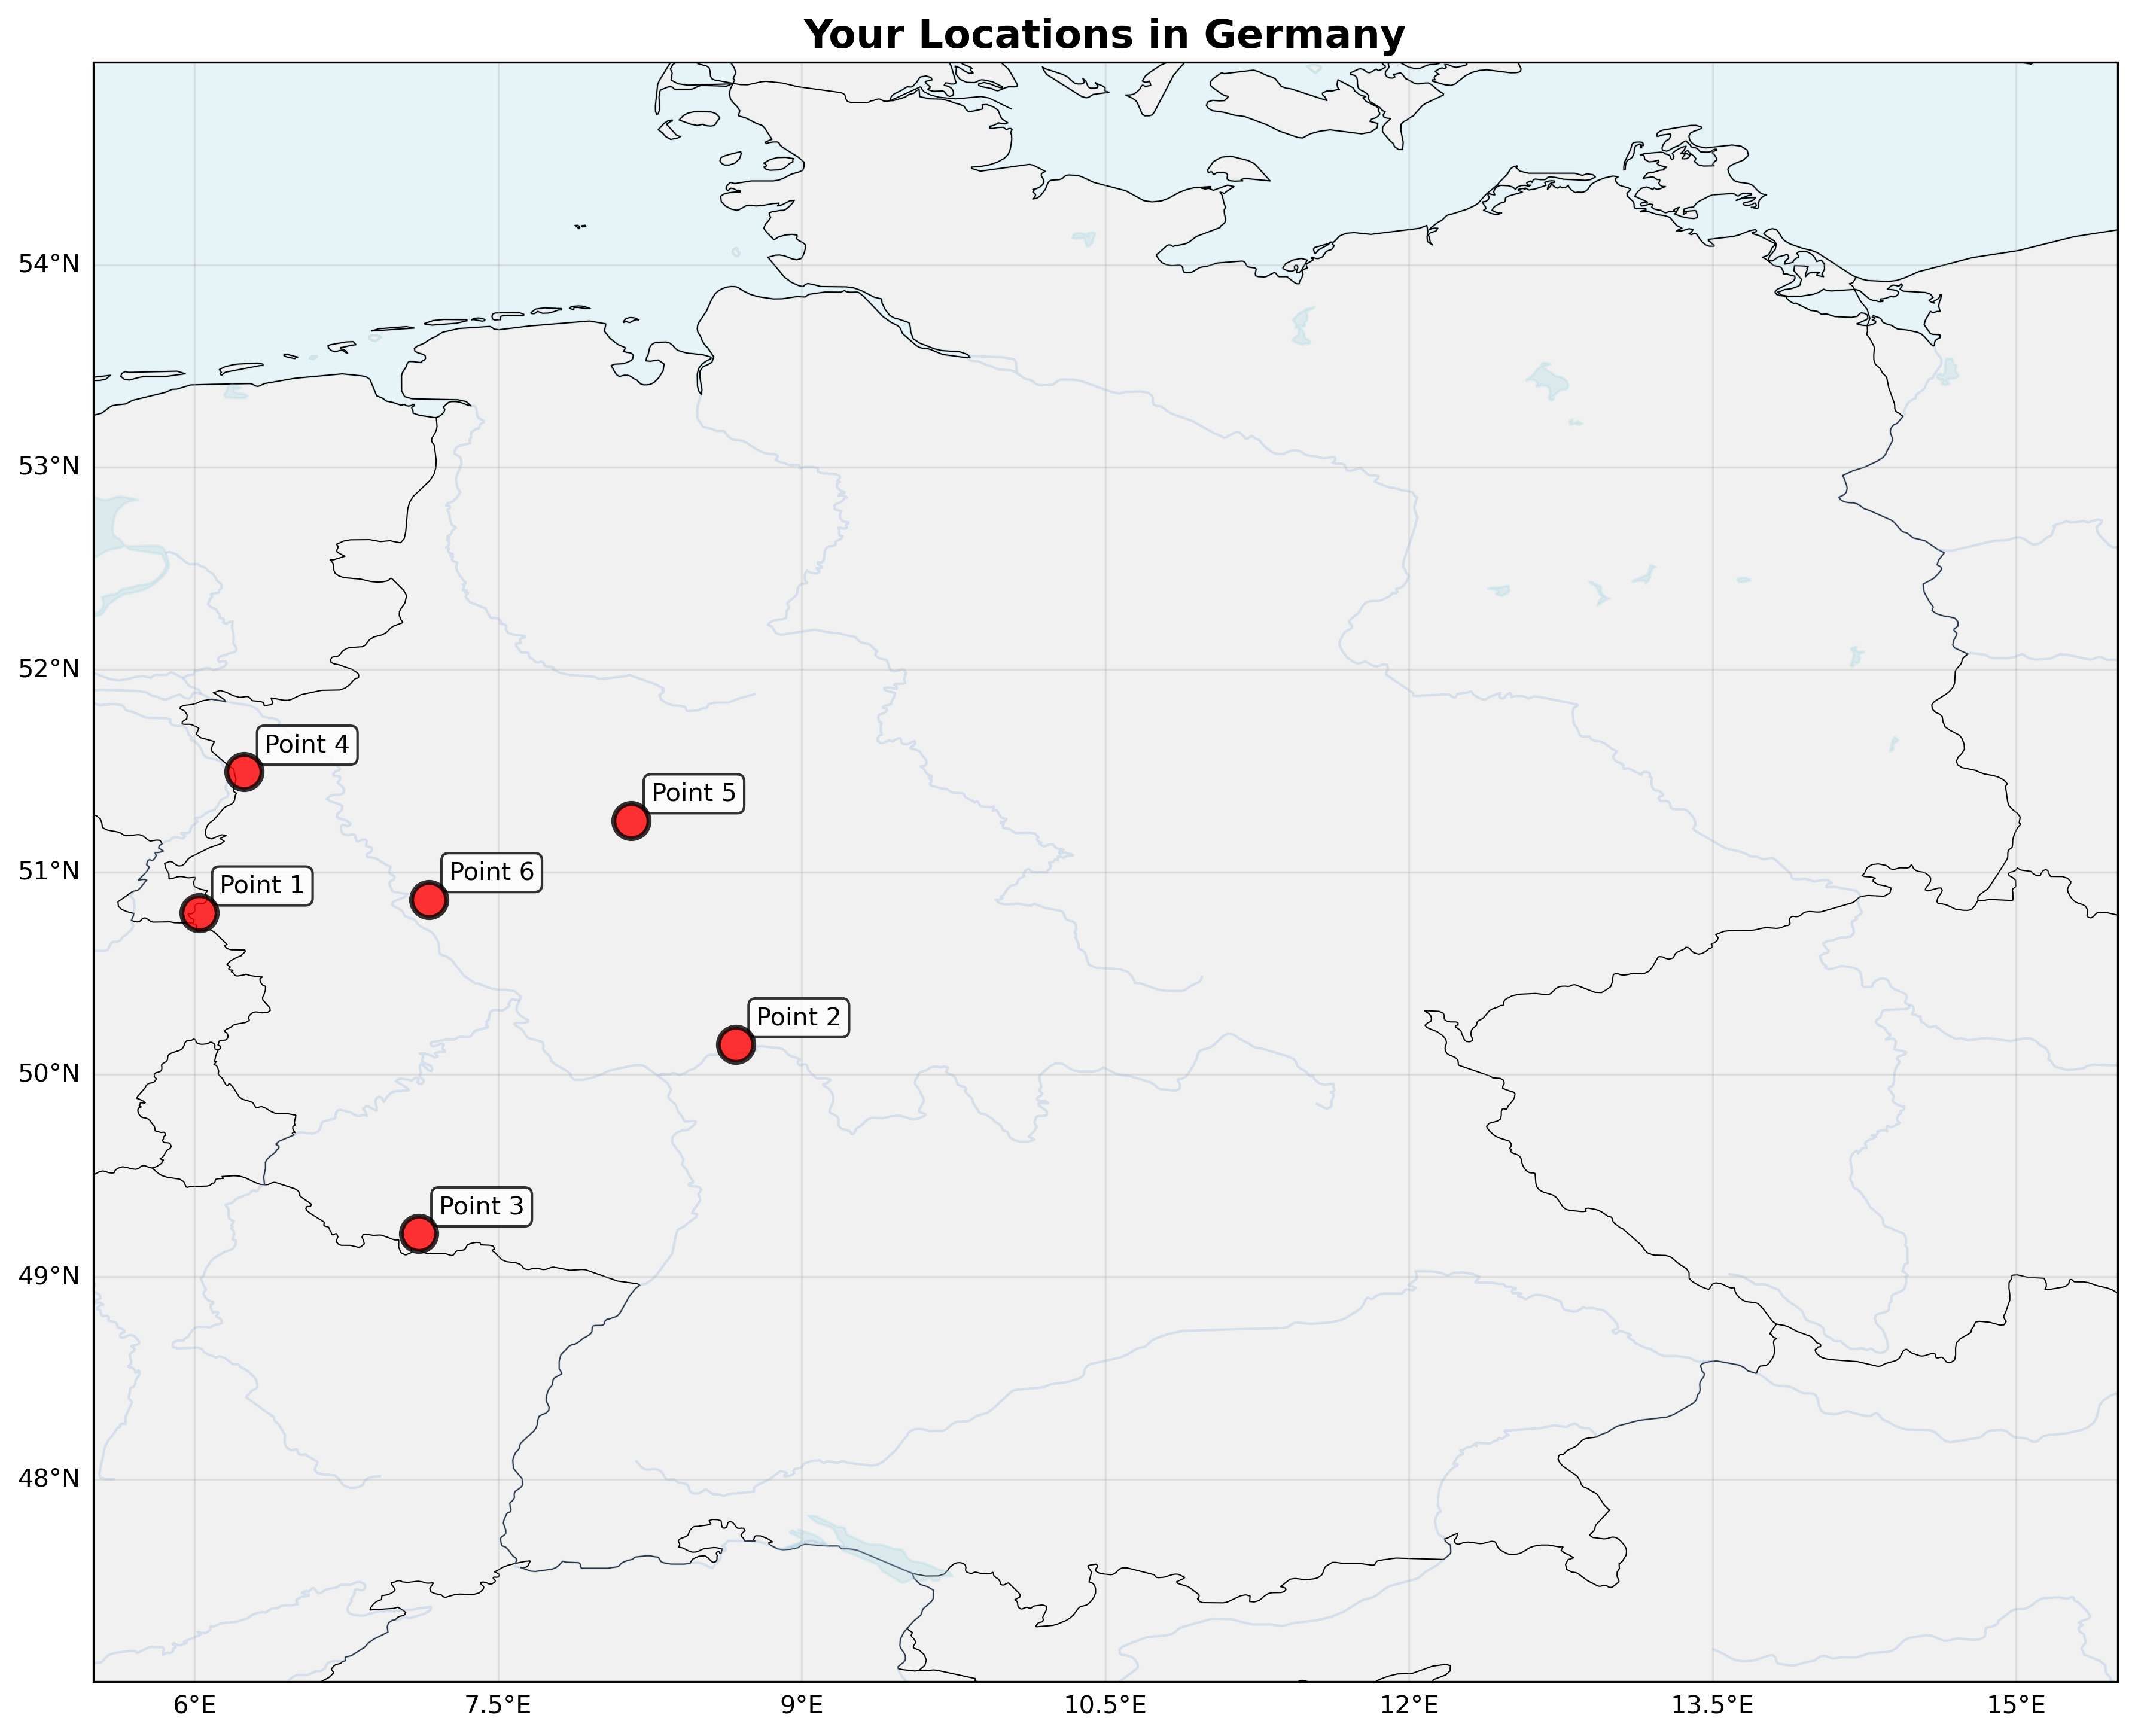 Your Locations in Germany
54°N
53°N
52°N
Point 4
Point 5
51°N
Point 6
Point 1
Point 2
50°N
Point 3
49°N
48°N
6°E 7.5°E 9°E 10.5°E 12°E 13.5°E 15°E